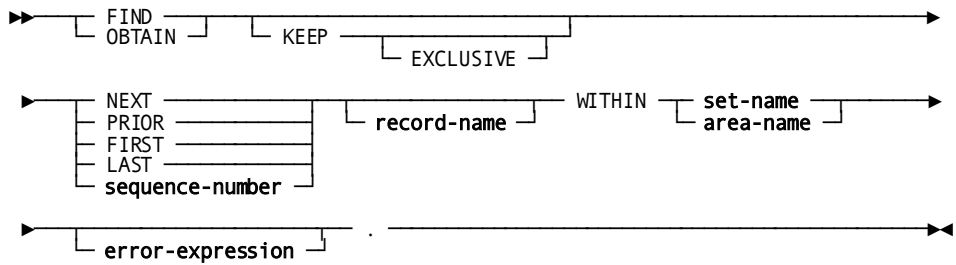 FIND
OBTAIN KEEP
EXCLUSIVE
NEXT WITHIN set-name
PRIOR record-name area-name
FIRST
LAST
sequence-number
.
error-expression